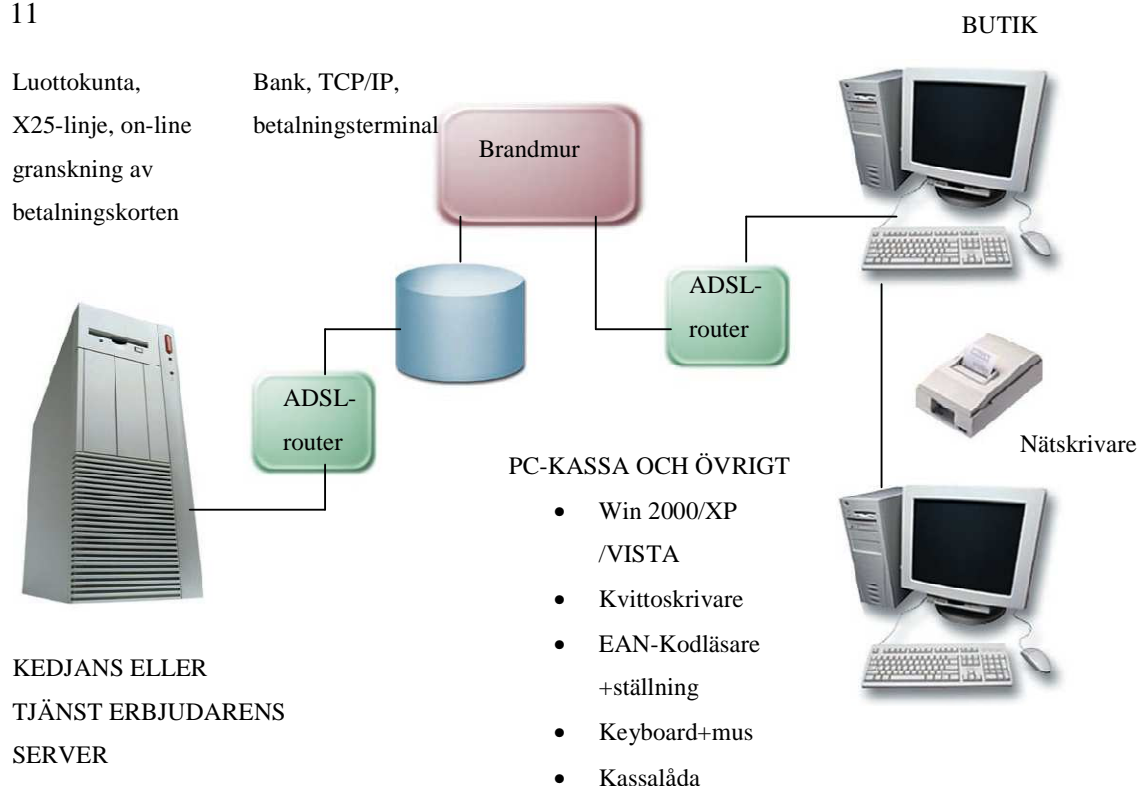 11
BUTIK
Luottokunta,
X25-linje, on-line
granskning av
betalningskorten
Bank, TCP/IP,
betalningsterminal
Brandmur
ADSL-
router
ADSL-
router
Nätskrivare
PC-KASSA OCH ÖVRIGT
• Win 2000/XP
/VISTA
• Kvittoskrivare
• EAN-Kodläsare
+ställning
• Keyboard+mus
• Kassalåda
KEDJANS ELLER
TJÄNST ERBJUDARENS
SERVER